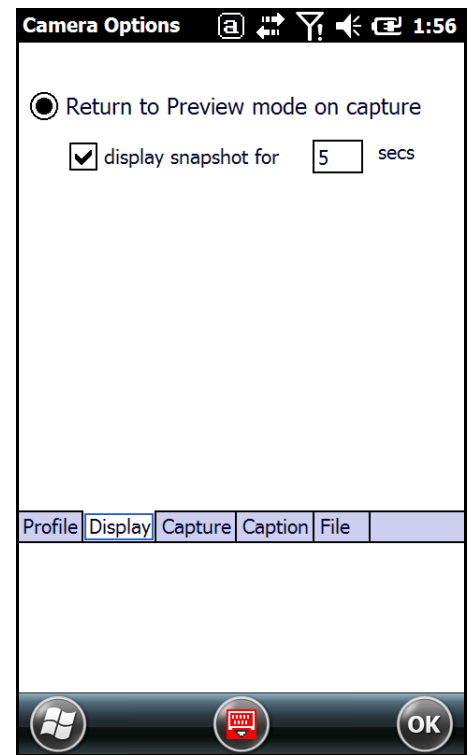 Camera Options a 1:56
Return to Preview mode on capture
display snapshot for 5 secs
Profile Display Capture Caption File
OK